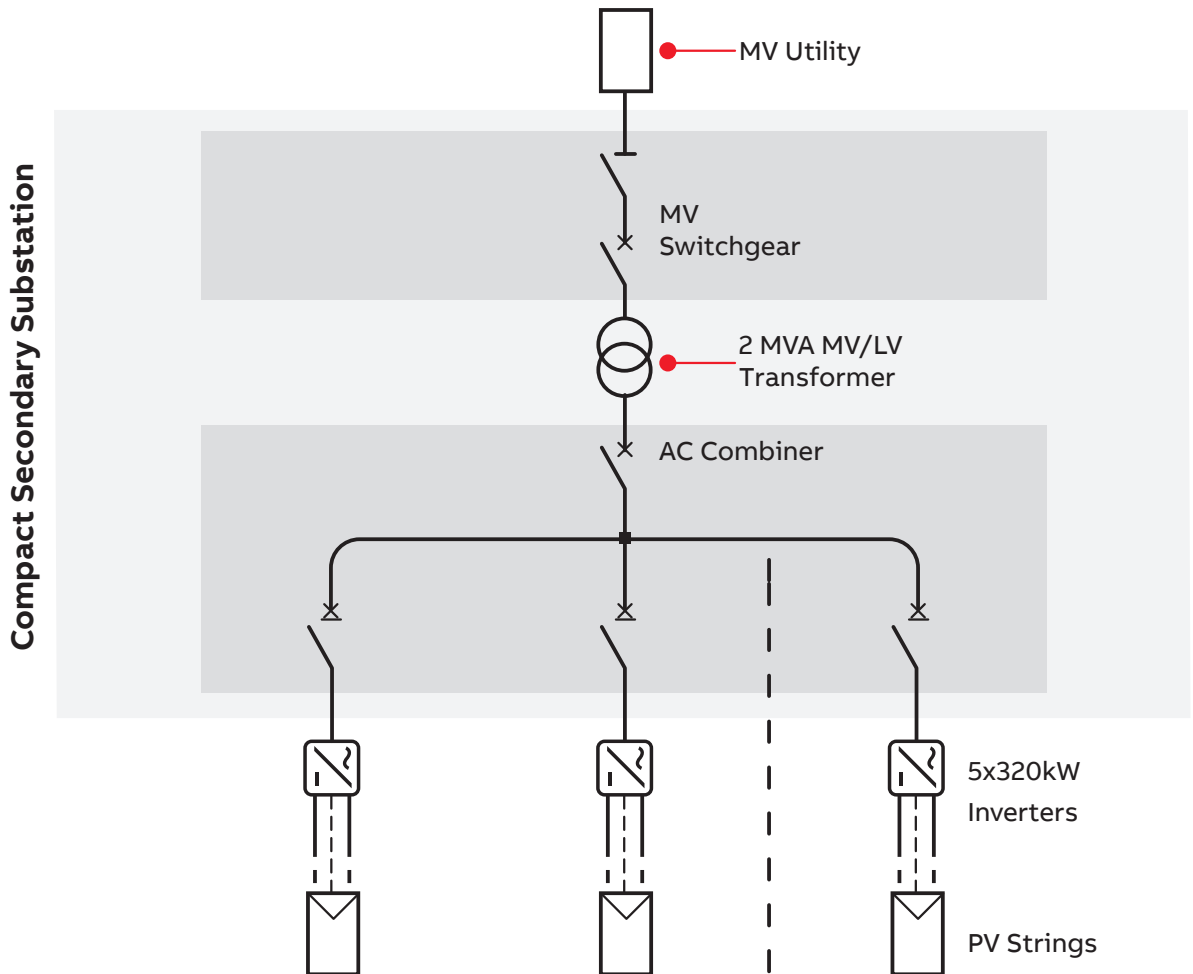 MV Utility
Compact Secondary Substation
MV
Switchgear
2 MVA MV/LV
Transformer
AC Combiner
5x320kW
Inverters
PV Strings